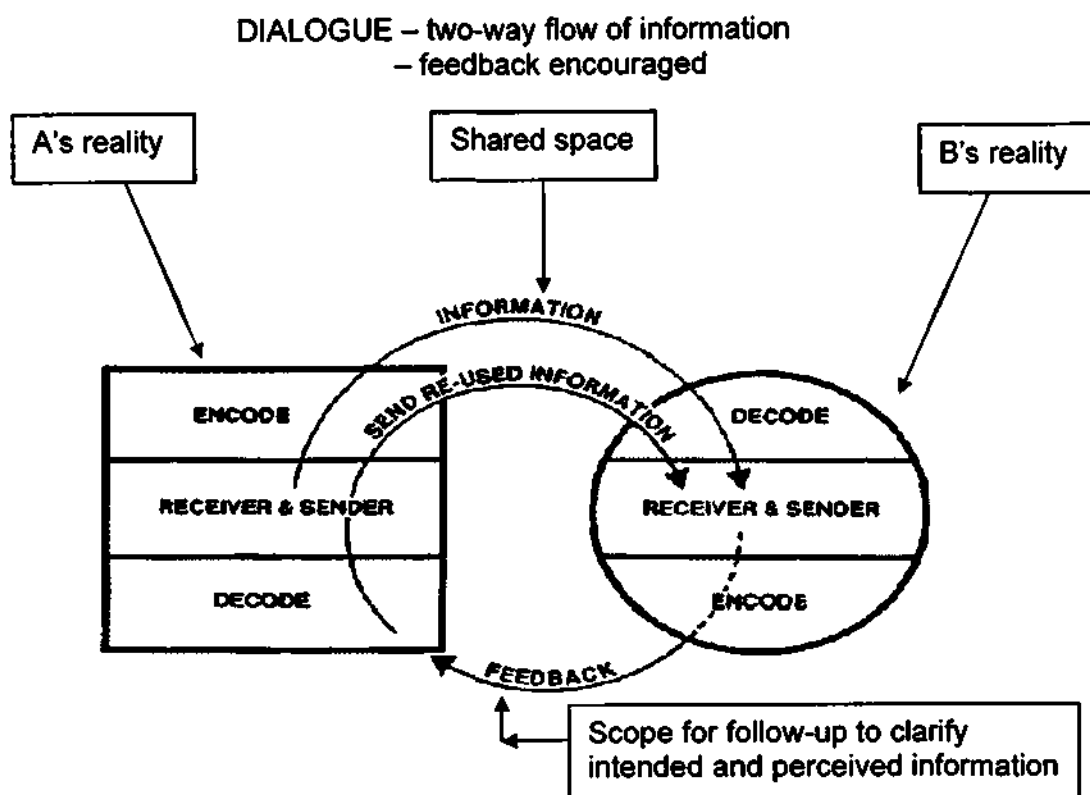 DIALOGUE – two-way flow of information
– feedback encouraged
A's reality
Shared space
B's reality
INFORMATION
SEND RE-USED INFORMATION
ENCODE
RECEIVER & SENDER
DECODE
DECODE
RECEIVER & SENDER
ENCODE
FEEDBACK
Scope for follow-up to clarify
intended and perceived information